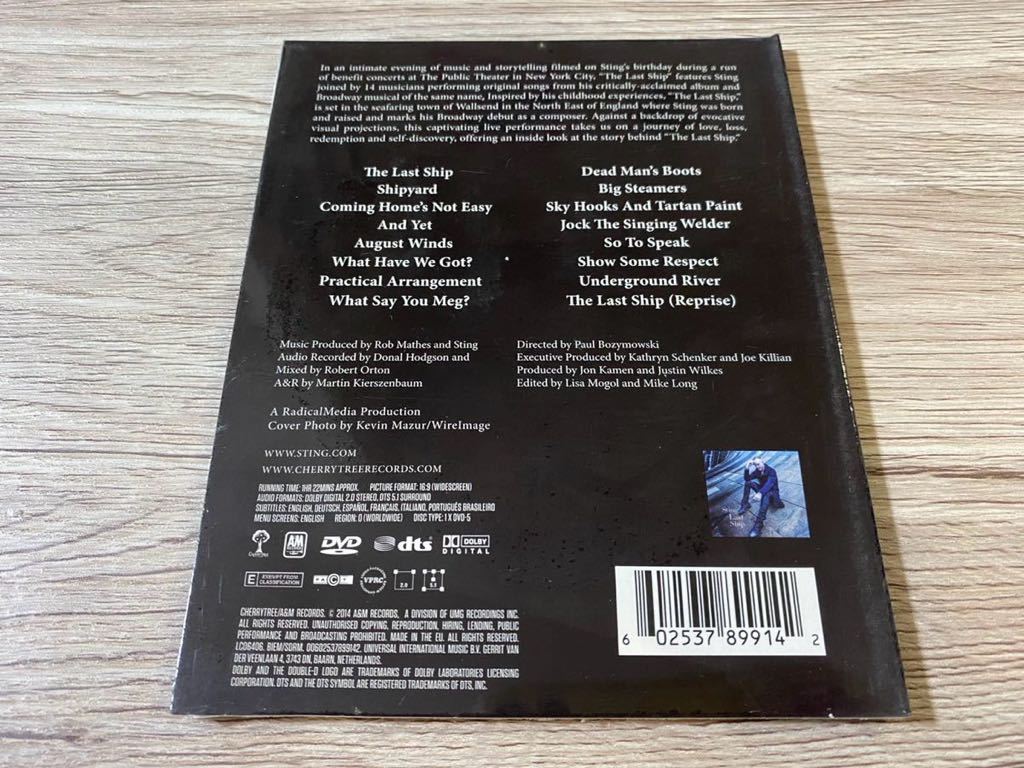 In an intimate evening of music and storytelling filmed on Sting's birthday during a run
of benefit concerts at The Public Theater in New York City, "The Last Ship" features Sting
joined by 14 musicians performing original songs from his critically-acclaimed album and
Broadway musical of the same name, Inspired by his childhood experiences, "The Last Ship,"
is set in the seafaring town of Wallsend in the North East of England where Sting was born
and raised and marks his Broadway debut as a composer. Against a backdrop of evocative
visual projections, this captivating live performance takes us on a journey of love, loss,
redemption and self-discovery, offering an inside look at the story behind "The Last Ship."
The Last Ship
Shipyard
Coming Home's Not Easy
And Yet
August Winds
What Have We Got?
Practical Arrangement
What Say You Meg?
Dead Man's Boots
Big Steamers
Sky Hooks And Tartan Paint
Jock The Singing Welder
So To Speak
Show Some Respect
Underground River
The Last Ship (Reprise)
Music Produced by Rob Mathes and Sting
Audio Recorded by Donal Hodgson and
Mixed by Robert Orton
A&R by Martin Kierszenbaum
Directed by Paul Bozymowski
Executive Produced by Kathryn Schenker and Joe Killian
Produced by Jon Kamen and Justin Wilkes
Edited by Lisa Mogol and Mike Long
A RadicalMedia Production
Cover Photo by Kevin Mazur/WireImage
WWW.STING.COM
WWW.CHERRYTREERECORDS.COM
RUNNING TIME: 1HR 22MINS APPROX. PICTURE FORMAT: 16:9 (WIDESCREEN)
AUDIO FORMATS: DOLBY DIGITAL 2.0 STEREO, DTS 5.1 SURROUND
SUBTITLES: ENGLISH, DEUTSCH, ESPAÑOL, FRANÇAIS, ITALIANO, PORTUGUÊS BRASILEIRO
MENU SCREENS: ENGLISH REGION: 0 (WORLDWIDE) DISC TYPE: 1 X DVD-5
A&M DVD VIDEO dts DOLBY DIGITAL
E EXEMPT FROM CLASSIFICATION VPRC 2.0 5.1
Sting
The Last Ship
CHERRYTREE/A&M RECORDS. © 2014 A&M RECORDS, A DIVISION OF UMG RECORDINGS INC.
ALL RIGHTS RESERVED. UNAUTHORISED COPYING, REPRODUCTION, HIRING, LENDING, PUBLIC
PERFORMANCE AND BROADCASTING PROHIBITED. MADE IN THE EU. ALL RIGHTS RESERVED.
LC06406. BIEM/SDRM. 00602537899142. UNIVERSAL INTERNATIONAL MUSIC B.V. GERRIT VAN
DER VEENLAAN 4, 3743 DN, BAARN, NETHERLANDS.
DOLBY AND THE DOUBLE-D LOGO ARE TRADEMARKS OF DOLBY LABORATORIES LICENSING
CORPORATION. DTS AND THE DTS SYMBOL ARE REGISTERED TRADEMARKS OF DTS, INC.
6 02537 89914 2